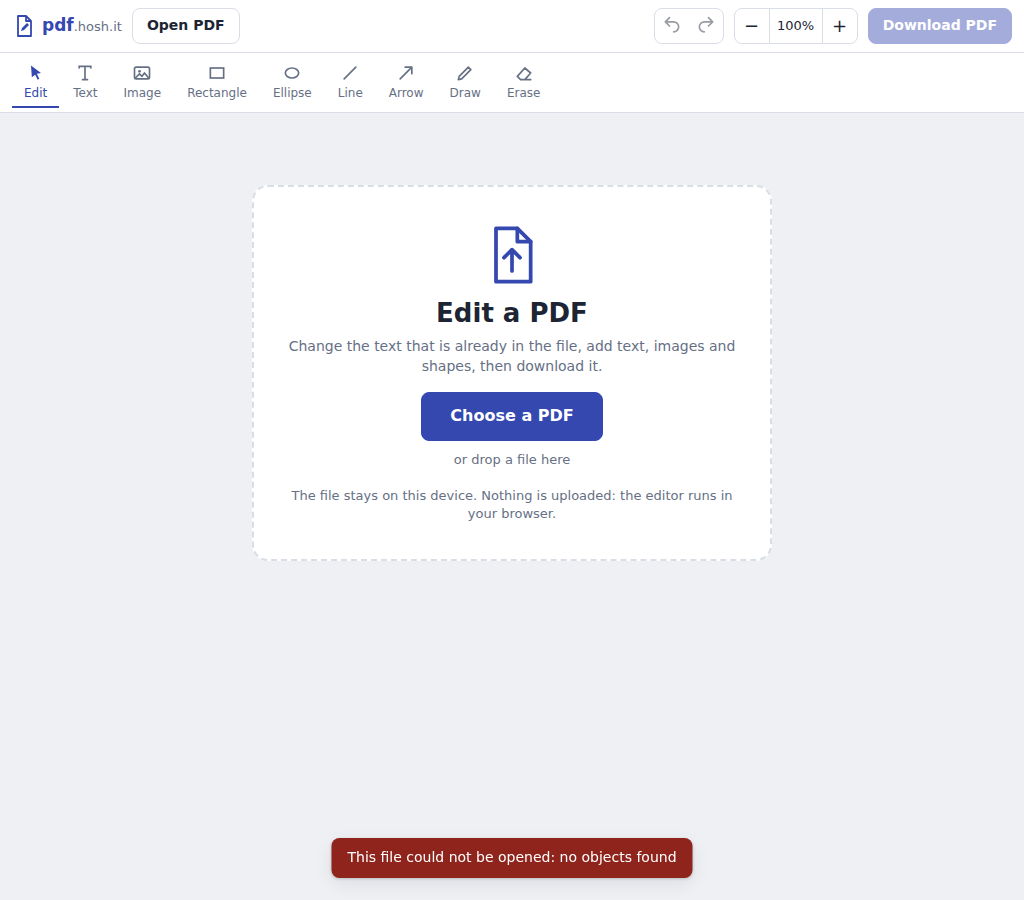 pdf.hosh.it
Open PDF
100%
Download PDF
Edit
Text
Image
Rectangle
Ellipse
Line
Arrow
Draw
Erase
Edit a PDF
Change the text that is already in the file, add text, images and
shapes, then download it.
Choose a PDF
or drop a file here
The file stays on this device. Nothing is uploaded: the editor runs in
your browser.
This file could not be opened: no objects found